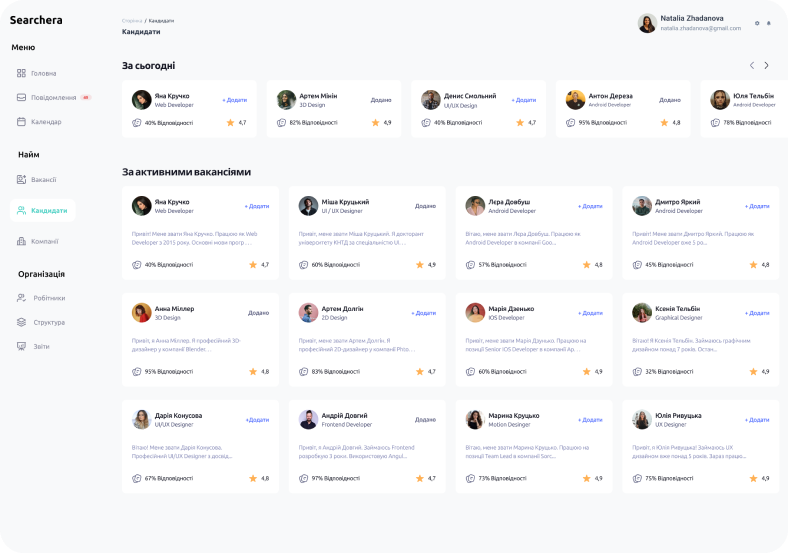 Searchera
Сторінка / Кандидати
Кандидати
Natalia Zhadanova
natalia.zhadanova@gmail.com
Меню
Головна
Повідомлення
Календар
Найм
Вакансії
Кандидати
Компанії
Організація
Робітники
Структура
Звіти
За сьогодні
Яна Кручко
Web Developer
+ Додати
40% Відповідності
4,7
Артем Мінін
3D Design
Додано
82% Відповідності
4,9
Денис Смольний
UI/UX Design
+ Додати
40% Відповідності
4,7
Антон Дереза
Android Developer
Додано
95% Відповідності
4,8
Юля Тельбін
Android Developer
78% Відповідності
За активними вакансіями
Яна Кручко
Web Developer
+ Додати
Привіт! Мене звати Яна Кручко. Працюю як Web
Developer з 2015 року. Основні мови прогр ...
40% Відповідності
4,7
Міша Круцький
UI / UX Designer
Додано
Привіт, мене звати Міша Круцький. Я докторант
університету КНТД за спеціальністю UI ...
60% Відповідності
4,9
Лєра Довбуш
Android Developer
+ Додати
Вітаю, мене звати Лєра Довбуш. Працюю як
Android Developer в компанії Goo...
57% Відповідності
4,8
Дмитро Яркий
Android Developer
+ Додати
Привіт! Мене звати Дмитро Яркий. Працюю як
Android Developer вже 5 ро...
45% Відповідності
4,8
Анна Міллер
3D Design
Додано
Привіт, я Анна Міллер. Я професійний 3D-
дизайнер у компанії Blender...
95% Відповідності
4,8
Артем Долгін
2D Design
+ Додати
Привіт, мене звати Артем Долгін. Я
професійний 2D-дизайнер у компанії Phto...
83% Відповідності
4,7
Марія Дзенько
IOS Developer
+ Додати
Привіт, мене звати Марія Дзунько. Працюю на
позиції Senior IOS Developer в компанії Ap...
60% Відповідності
4,9
Ксенія Тельбін
Graphical Designer
+ Додати
Вітаю! Я Ксенія Тельбін. Займаюсь графічним
дизайном понад 7 років. Остан...
32% Відповідності
4,9
Дарія Конусова
UI/UX Designer
+Додати
Вітаю! Мене звати Дарія Конусова.
Професійний UI/UX Designer з досвід...
67% Відповідності
4,8
Андрій Довгий
Frontend Developer
Додано
Привіт, я Андрій Довгий. Займаюсь Frontend
розробкую 3 роки. Використовую Angul...
97% Відповідності
4,7
Марина Круцько
Motion Desinger
+ Додати
Вітаю, мене звати Марина Круцько. Працюю на
позиції Team Lead в компанії Sorc...
73% Відповідності
4,9
Юлія Ривуцька
UX Designer
+ Додати
Привіт, я Юлія Ривуцька! Займаюсь UX
дизайном вже понад 5 років. Зараз працю...
75% Відповідності
4,9